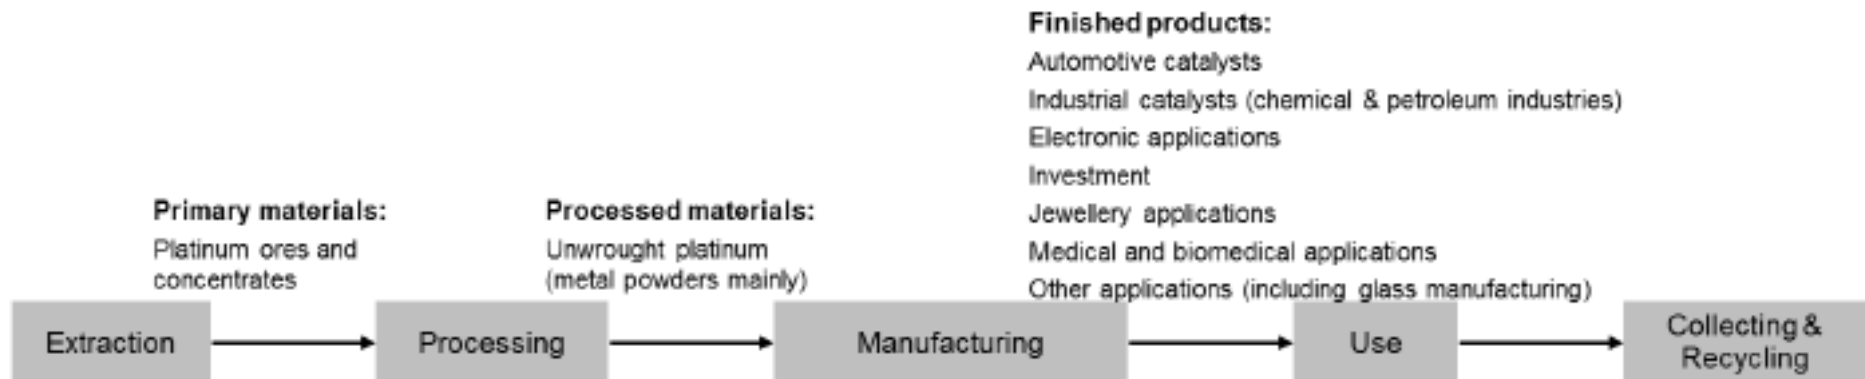 Finished products:
Automotive catalysts
Industrial catalysts (chemical & petroleum industries)
Electronic applications
Investment
Jewellery applications
Medical and biomedical applications
Other applications (including glass manufacturing)
Primary materials:
Platinum ores and
concentrates
Processed materials:
Unwrought platinum
(metal powders mainly)
Extraction
Processing
Manufacturing
Use
Collecting &
Recycling